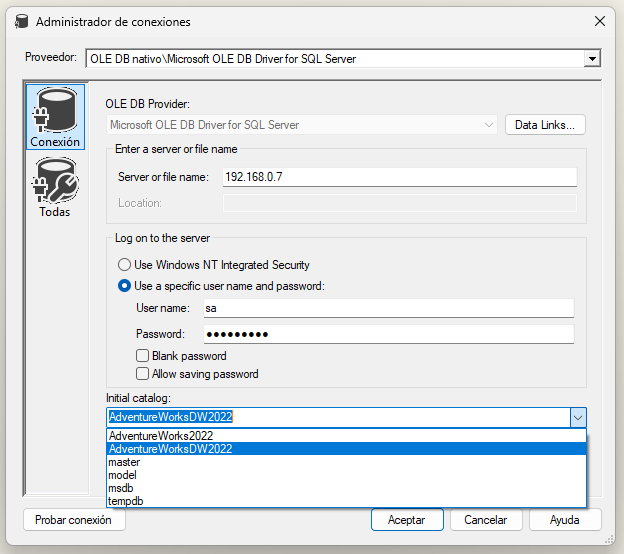 Administrador de conexiones
Proveedor: OLE DB nativo\Microsoft OLE DB Driver for SQL Server
Conexión
Todas
OLE DB Provider:
Microsoft OLE DB Driver for SQL Server Data Links...
Enter a server or file name
Server or file name: 192.168.0.7
Location:
Log on to the server
Use Windows NT Integrated Security
Use a specific user name and password:
User name: sa
Password: ●●●●●●●●●
Blank password
Allow saving password
Initial catalog:
AdventureWorksDW2022
AdventureWorks2022
AdventureWorksDW2022
master
model
msdb
tempdb
Probar conexión Aceptar Cancelar Ayuda